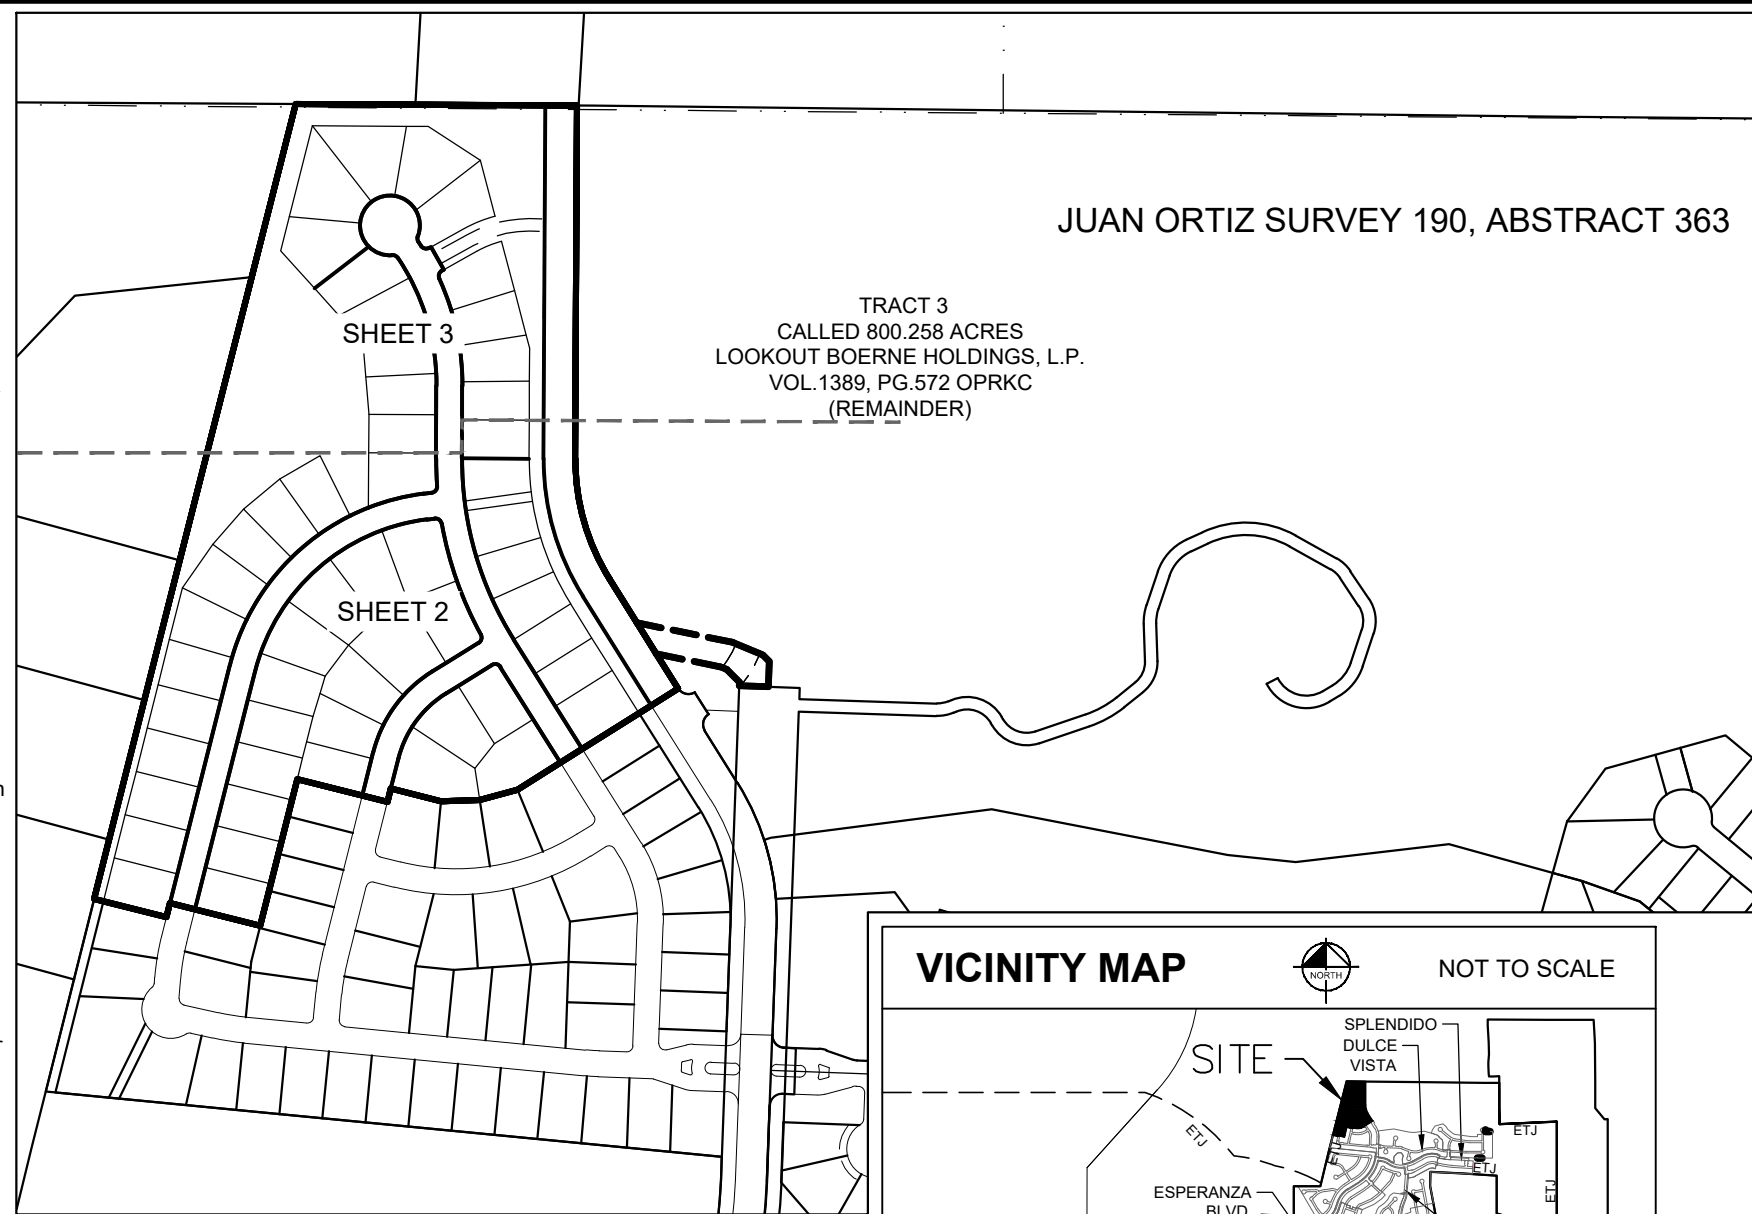 JUAN ORTIZ SURVEY 190, ABSTRACT 363
TRACT 3
CALLED 800.258 ACRES
LOOKOUT BOERNE HOLDINGS, L.P.
VOL.1389, PG.572 OPRKC
(REMAINDER)
SHEET 3
SHEET 2
VICINITY MAP
NORTH
NOT TO SCALE
SPLENDIDO
DULCE
VISTA
SITE
ETJ
ETJ
ETJ
ETJ
ESPERANZA
BLVD